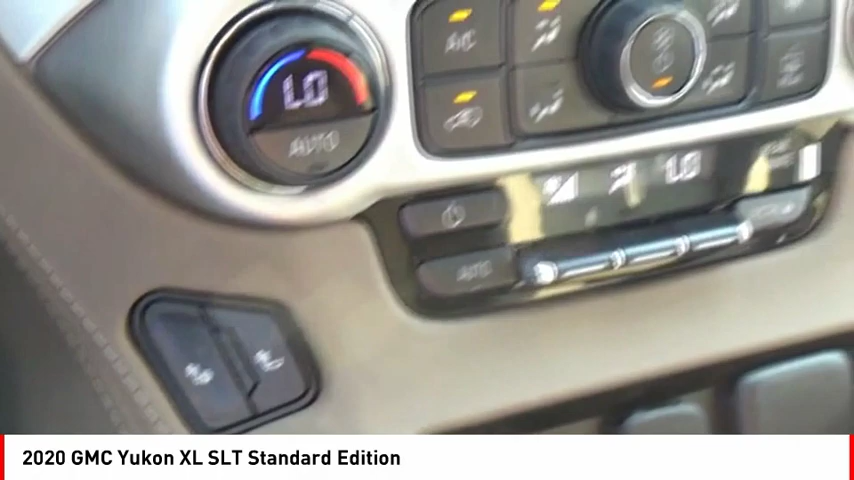 LO
A/C
AUTO
LO
AUTO
2020 GMC Yukon XL SLT Standard Edition